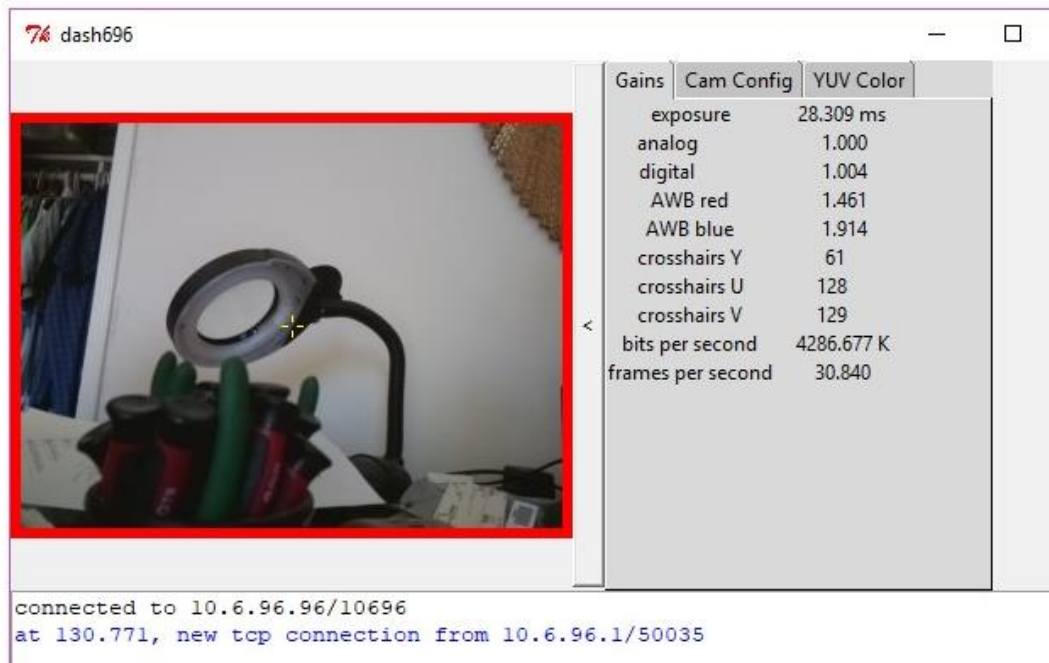 dash696
Gains Cam Config YUV Color
exposure 28.309 ms
analog 1.000
digital 1.004
AWB red 1.461
AWB blue 1.914
crosshairs Y 61
crosshairs U 128
crosshairs V 129
<
bits per second 4286.677 K
frames per second 30.840
connected to 10.6.96.96/10696
at 130.771, new tcp connection from 10.6.96.1/50035